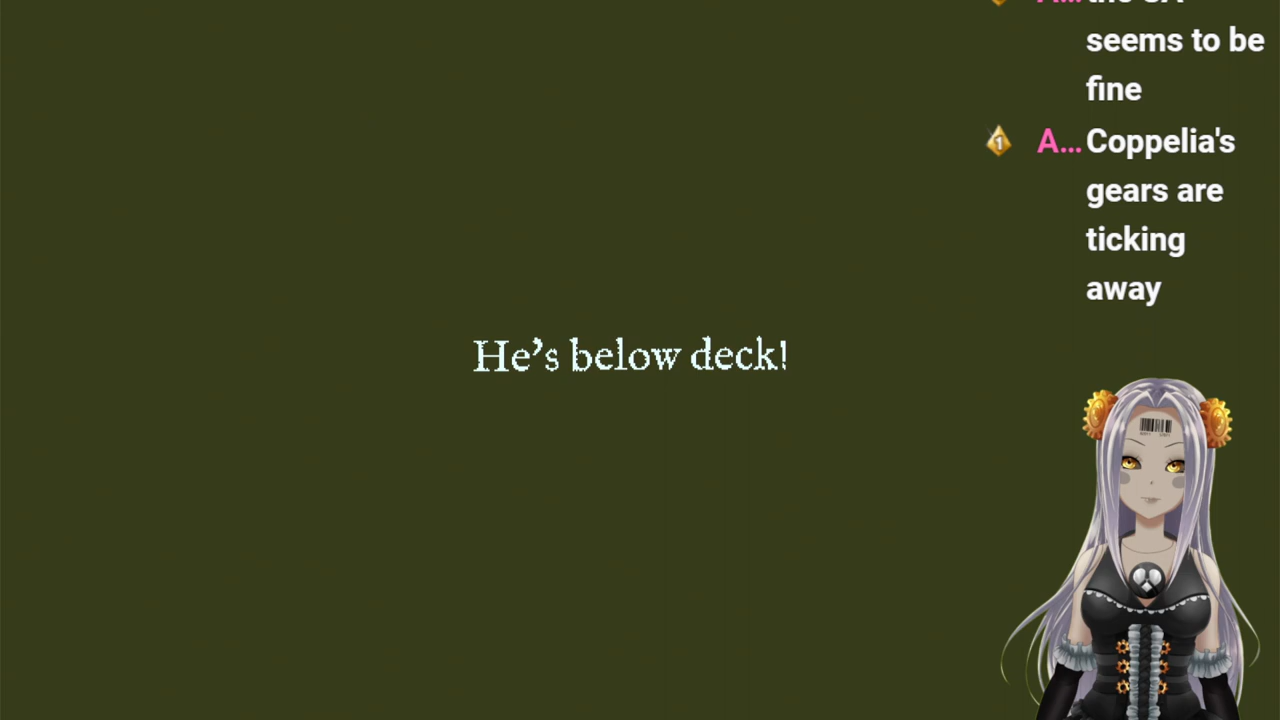 seems to be
fine
A... Coppelia's
gears are
ticking
away
He's below deck!